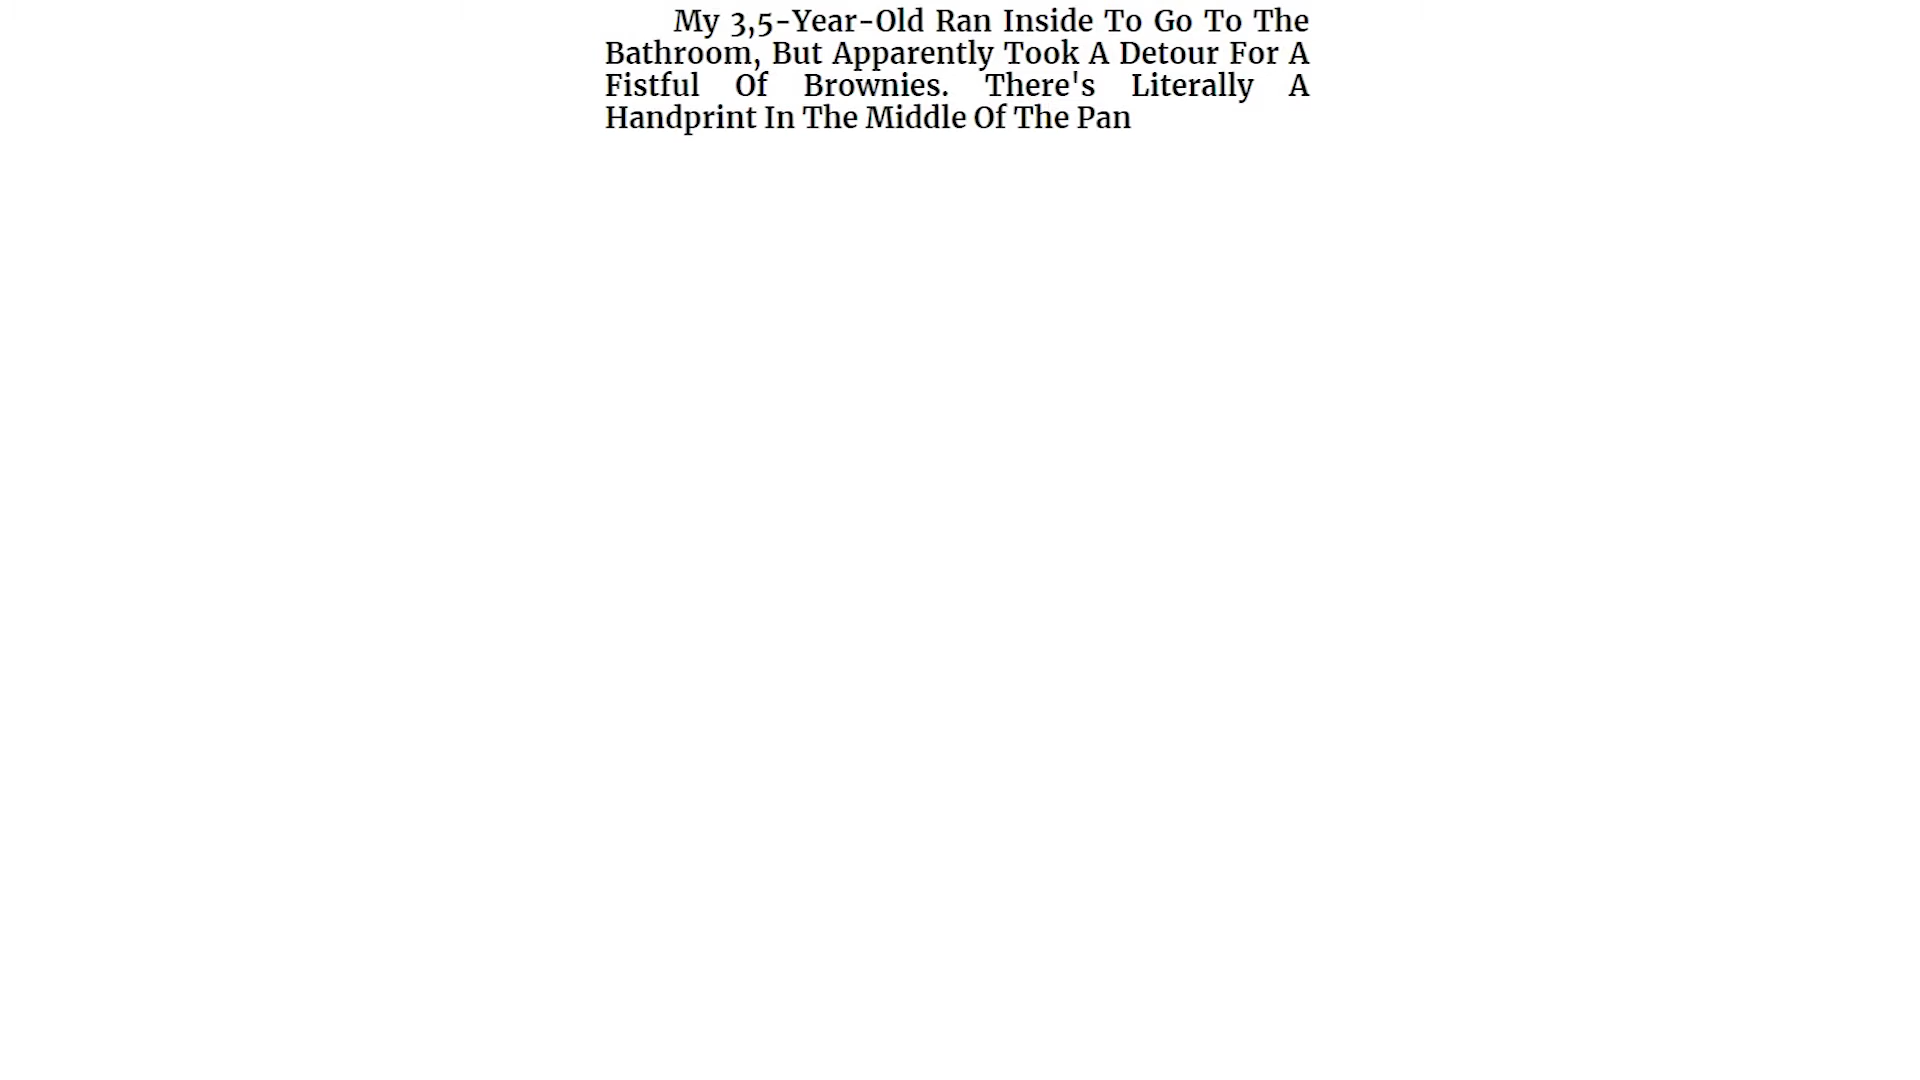 My 3,5-Year-Old Ran Inside To Go To The
Bathroom, But Apparently Took A Detour For A
Fistful Of Brownies. There's Literally A
Handprint In The Middle Of The Pan